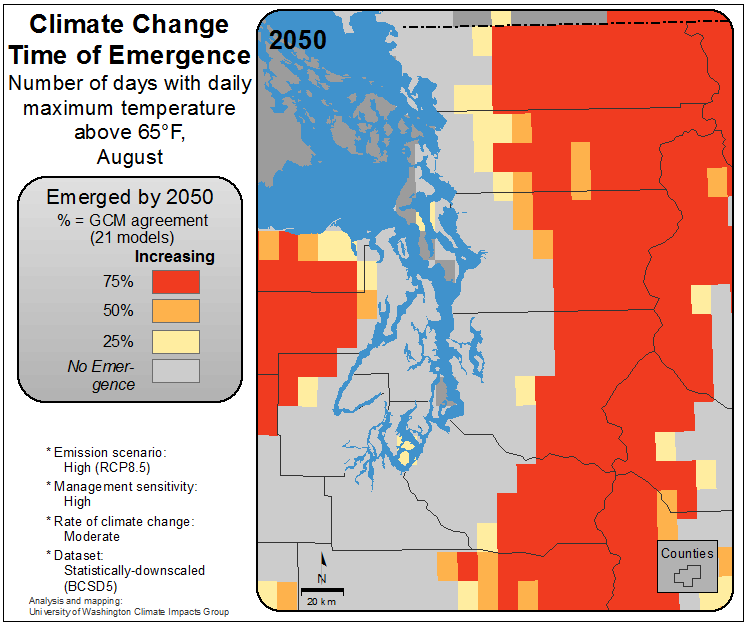 Climate Change
Time of Emergence
Number of days with daily
maximum temperature
above 65°F,
August
Emerged by 2050
% = GCM agreement
(21 models)
Increasing
75%
50%
25%
No Emer-
gence
* Emission scenario:
High (RCP8.5)
* Management sensitivity:
High
* Rate of climate change:
Moderate
* Dataset:
Statistically-downscaled
(BCSD5)
Analysis and mapping:
University of Washington Climate Impacts Group
2050
N
20 km
Counties